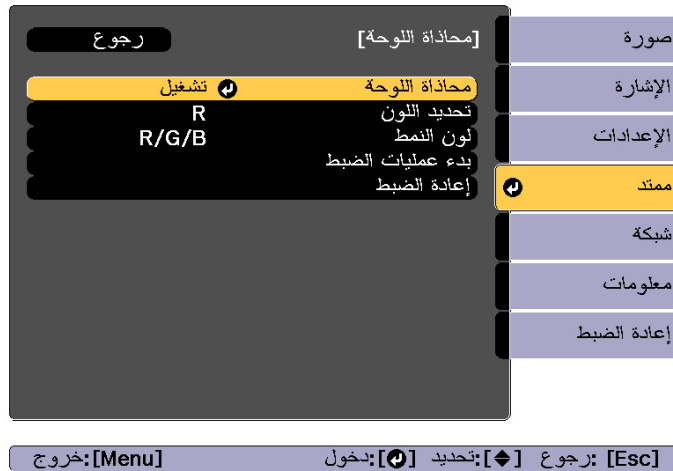 [محاذاة اللوحة] رجوع
محاذاة اللوحة تشغيل
تحديد اللون R
لون النمط R/G/B
بدء عمليات الضبط
إعادة الضبط
صورة
الإشارة
الإعدادات
ممتد
شبكة
معلومات
إعادة الضبط
[Esc] :رجوع [♦]:تحديد [↵]:دخول [Menu]:خروج